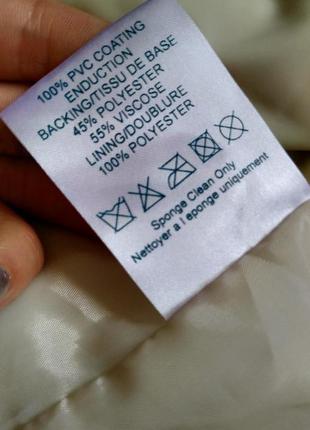 100% PVC COATING
ENDUCTION
BACKING/TISSU DE BASE
45% POLYESTER
55% VISCOSE
LINING/DOUBLURE
100% POLYESTER
Sponge Clean Only
Nettoyer a l eponge uniquement